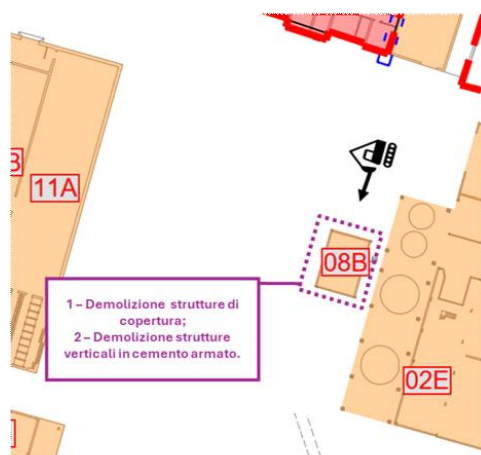 11A
08B
1 – Demolizione strutture di
copertura;
2 – Demolizione strutture
verticali in cemento armato.
02E